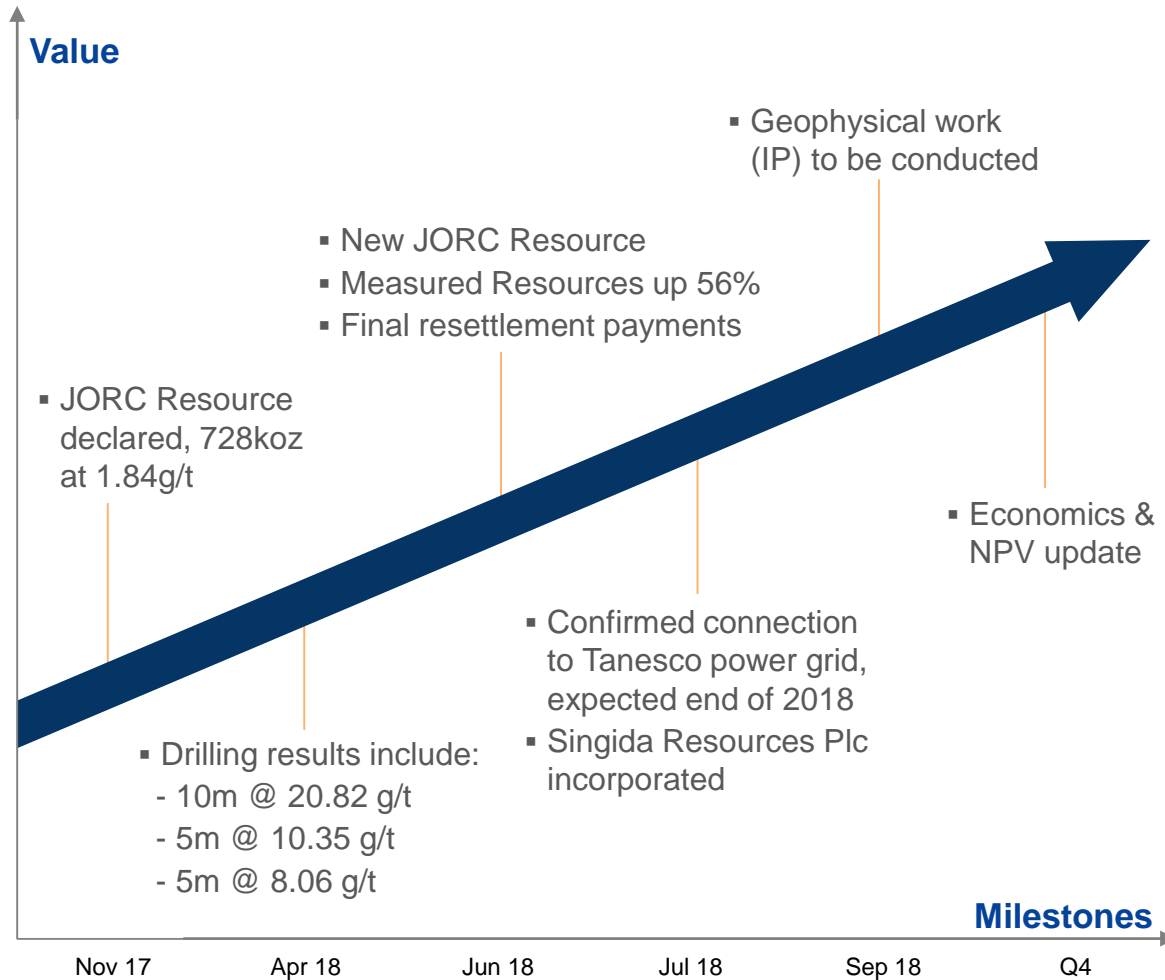 Value
▪ Geophysical work
(IP) to be conducted
▪ New JORC Resource
▪ Measured Resources up 56%
▪ Final resettlement payments
▪ JORC Resource
declared, 728koz
at 1.84g/t
▪ Economics &
NPV update
▪ Confirmed connection
to Tanesco power grid,
expected end of 2018
▪ Singida Resources Plc
incorporated
▪ Drilling results include:
- 10m @ 20.82 g/t
- 5m @ 10.35 g/t
- 5m @ 8.06 g/t
Milestones
Nov 17 Apr 18 Jun 18 Jul 18 Sep 18 Q4